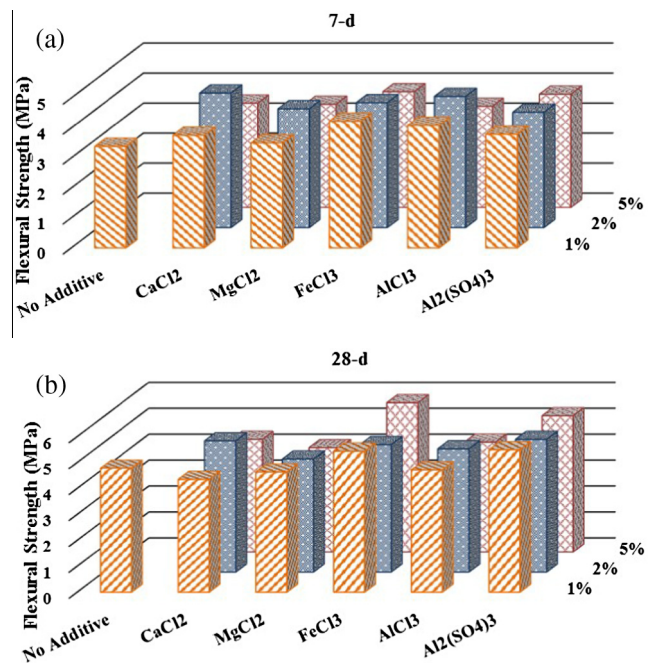 7-d
(a)
Flexural Strength (MPa)
5
4
3
2
1
0
5%
2%
1%
No Additive
CaCl2
MgCl2
FeCl3
AlCl3
Al2(SO4)3
28-d
(b)
Flexural Strength (MPa)
6
5
4
3
2
1
0
5%
2%
1%
No Additive
CaCl2
MgCl2
FeCl3
AlCl3
Al2(SO4)3